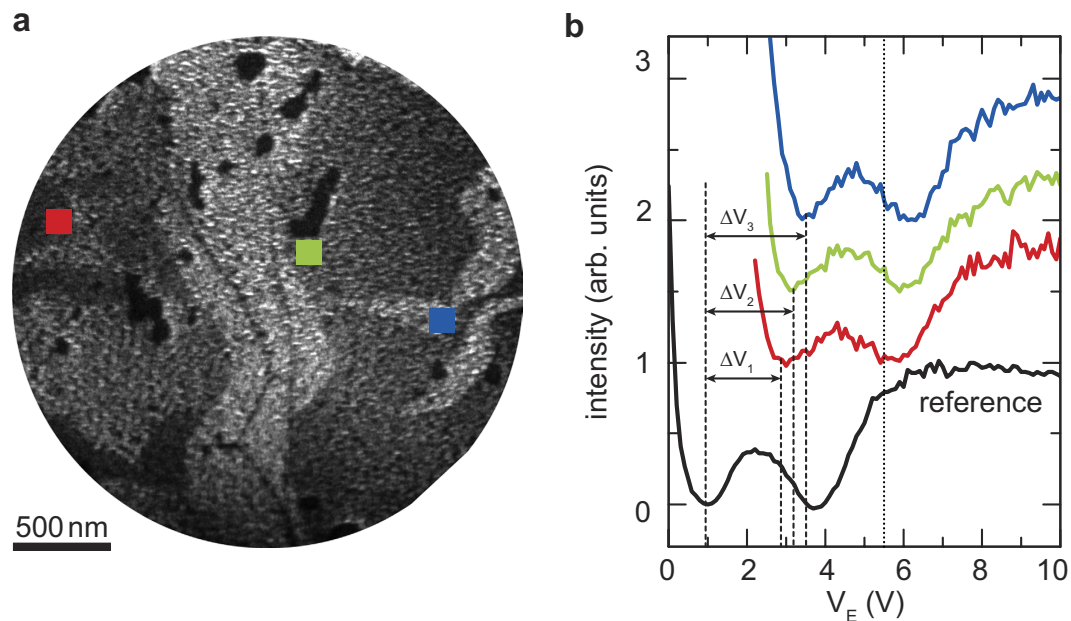 a
500 nm
b
3
2
1
0
intensity (arb. units)
ΔV3
ΔV2
ΔV1
reference
0 2 4 6 8 10
VE (V)